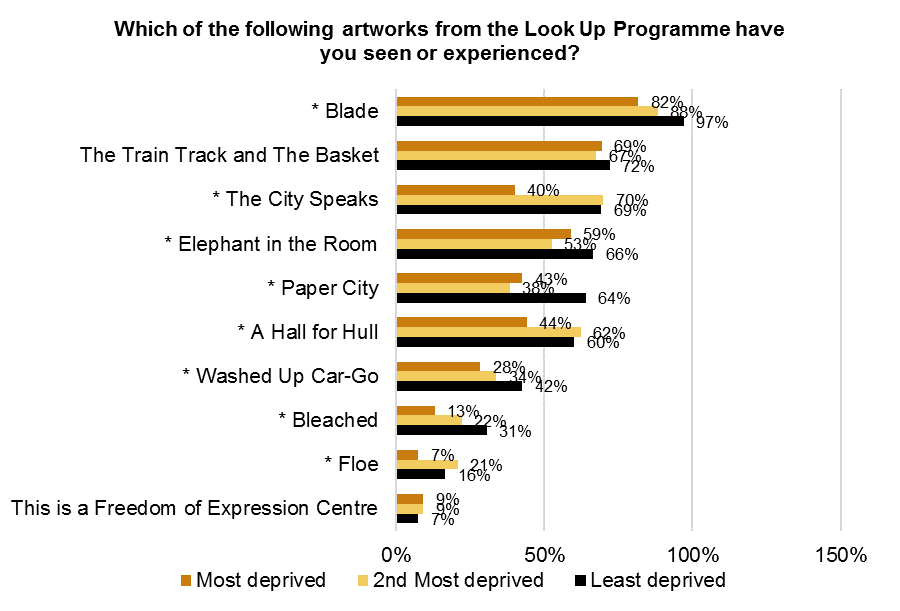 Which of the following artworks from the Look Up Programme have
you seen or experienced?
* Blade
82%
88%
97%
The Train Track and The Basket
69%
67%
72%
* The City Speaks
40%
70%
69%
* Elephant in the Room
59%
53%
66%
* Paper City
43%
38%
64%
* A Hall for Hull
44%
62%
60%
* Washed Up Car-Go
28%
34%
42%
* Bleached
13%
22%
31%
* Floe
7%
21%
16%
This is a Freedom of Expression Centre
9%
9%
7%
0% 50% 100% 150%
Most deprived 2nd Most deprived Least deprived